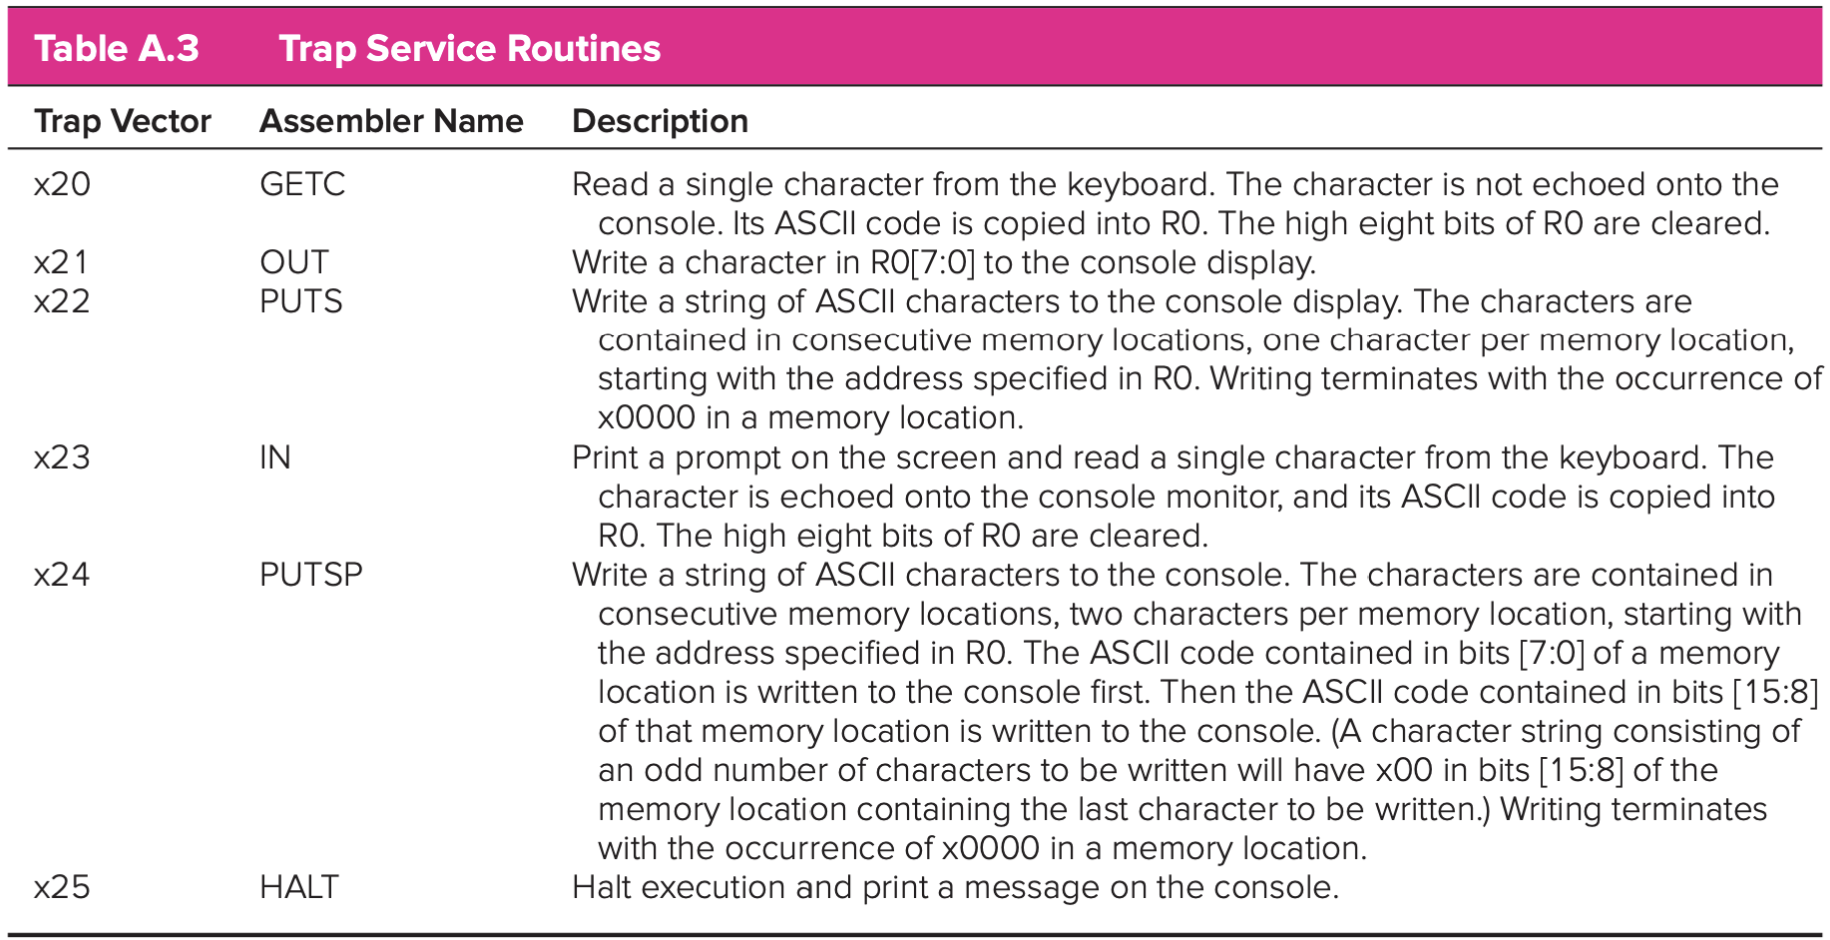 Table A.3 Trap Service Routines
Trap Vector Assembler Name Description
x20 GETC Read a single character from the keyboard. The character is not echoed onto the
console. Its ASCII code is copied into R0. The high eight bits of R0 are cleared.
x21 OUT Write a character in R0[7:0] to the console display.
x22 PUTS Write a string of ASCII characters to the console display. The characters are
contained in consecutive memory locations, one character per memory location,
starting with the address specified in R0. Writing terminates with the occurrence of
x0000 in a memory location.
x23 IN Print a prompt on the screen and read a single character from the keyboard. The
character is echoed onto the console monitor, and its ASCII code is copied into
R0. The high eight bits of R0 are cleared.
x24 PUTSP Write a string of ASCII characters to the console. The characters are contained in
consecutive memory locations, two characters per memory location, starting with
the address specified in R0. The ASCII code contained in bits [7:0] of a memory
location is written to the console first. Then the ASCII code contained in bits [15:8]
of that memory location is written to the console. (A character string consisting of
an odd number of characters to be written will have x00 in bits [15:8] of the
memory location containing the last character to be written.) Writing terminates
with the occurrence of x0000 in a memory location.
x25 HALT Halt execution and print a message on the console.